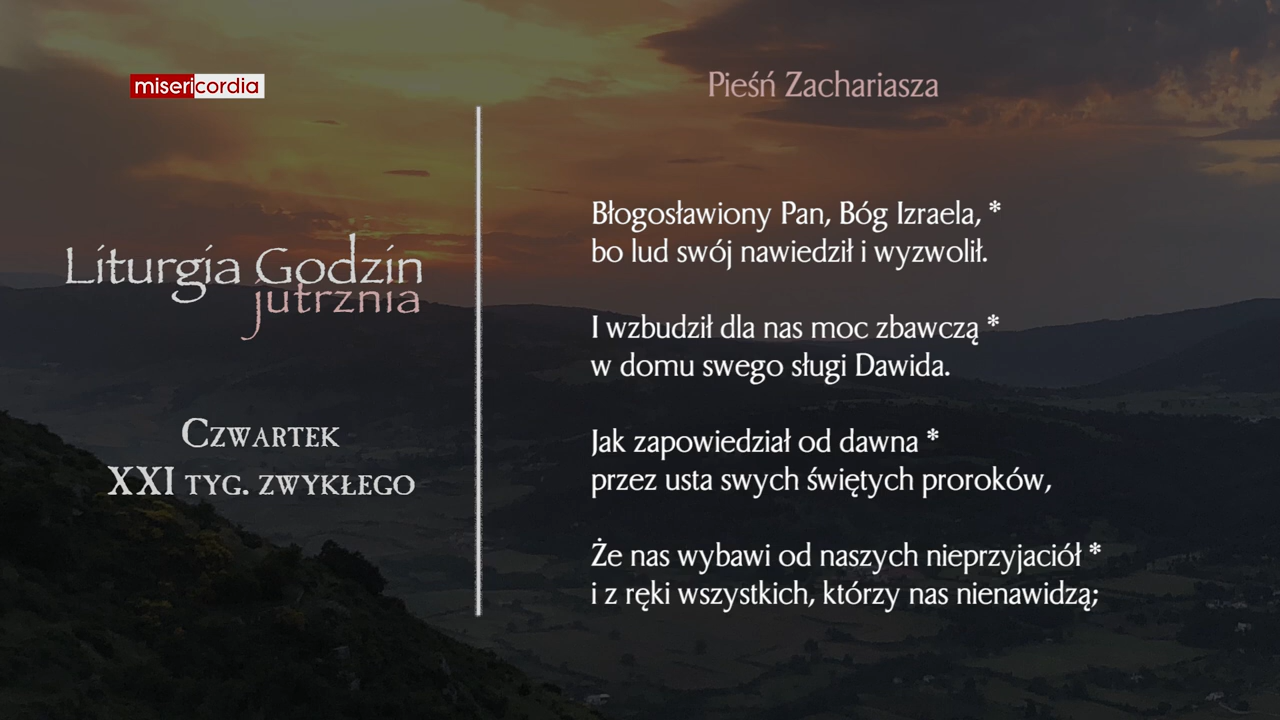 misericordia
Liturgia Godzin
jutrznia
Czwartek
XXI tyg. zwykłego
Pieśń Zachariasza
Błogosławiony Pan, Bóg Izraela, *
bo lud swój nawiedził i wyzwolił.
I wzbudził dla nas moc zbawczą *
w domu swego sługi Dawida.
Jak zapowiedział od dawna *
przez usta swych świętych proroków,
Że nas wybawi od naszych nieprzyjaciół *
i z ręki wszystkich, którzy nas nienawidzą;